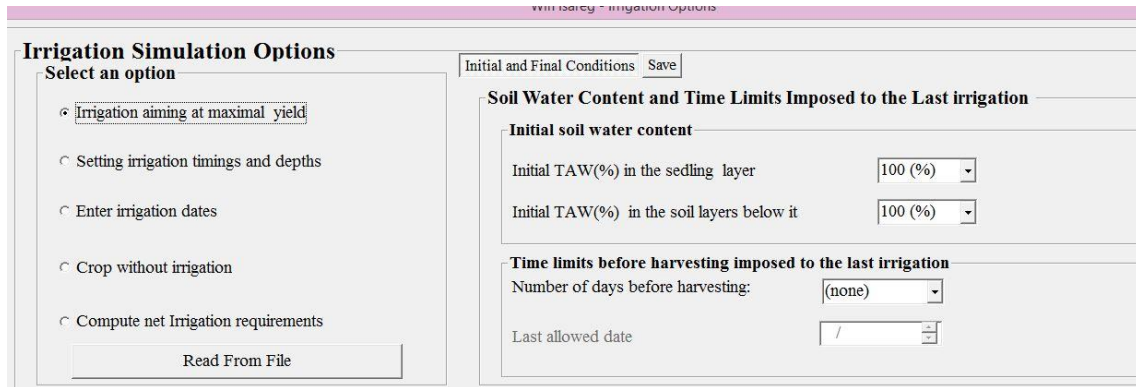 Win Isareg - Irrigation Options
Irrigation Simulation Options
Select an option
Irrigation aiming at maximal yield
Setting irrigation timings and depths
Enter irrigation dates
Crop without irrigation
Compute net Irrigation requirements
Read From File
Initial and Final Conditions Save
Soil Water Content and Time Limits Imposed to the Last irrigation
Initial soil water content
Initial TAW(%) in the sedling layer 100 (%)
Initial TAW(%) in the soil layers below it 100 (%)
Time limits before harvesting imposed to the last irrigation
Number of days before harvesting: (none)
Last allowed date /